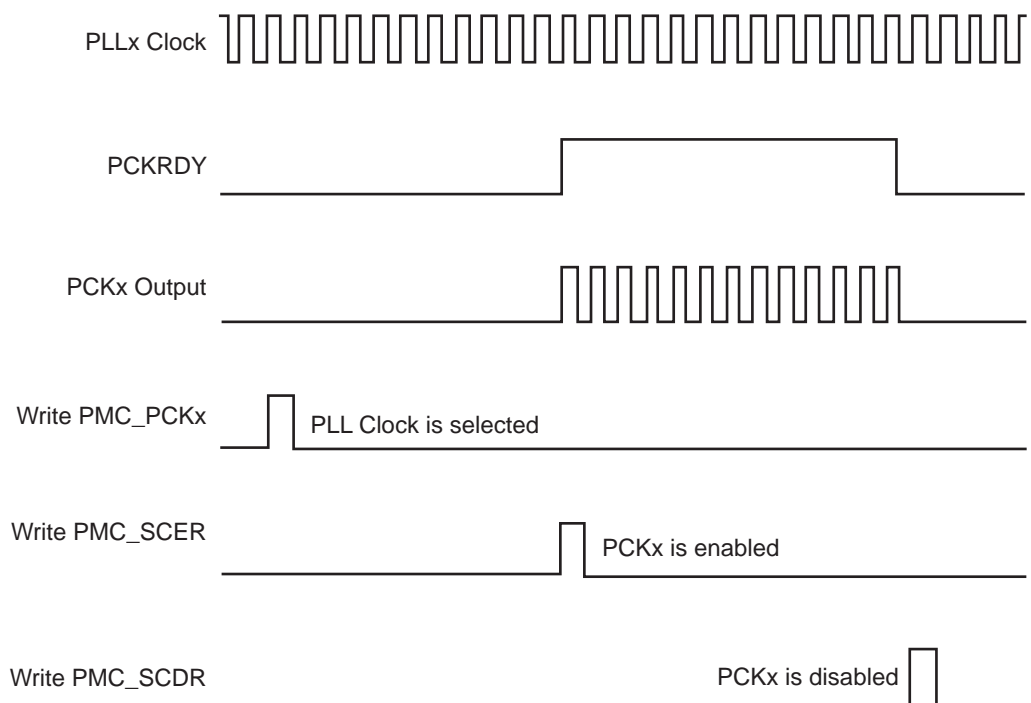 PLLx Clock
PCKRDY
PCKx Output
Write PMC_PCKx
PLL Clock is selected
Write PMC_SCER
PCKx is enabled
Write PMC_SCDR
PCKx is disabled